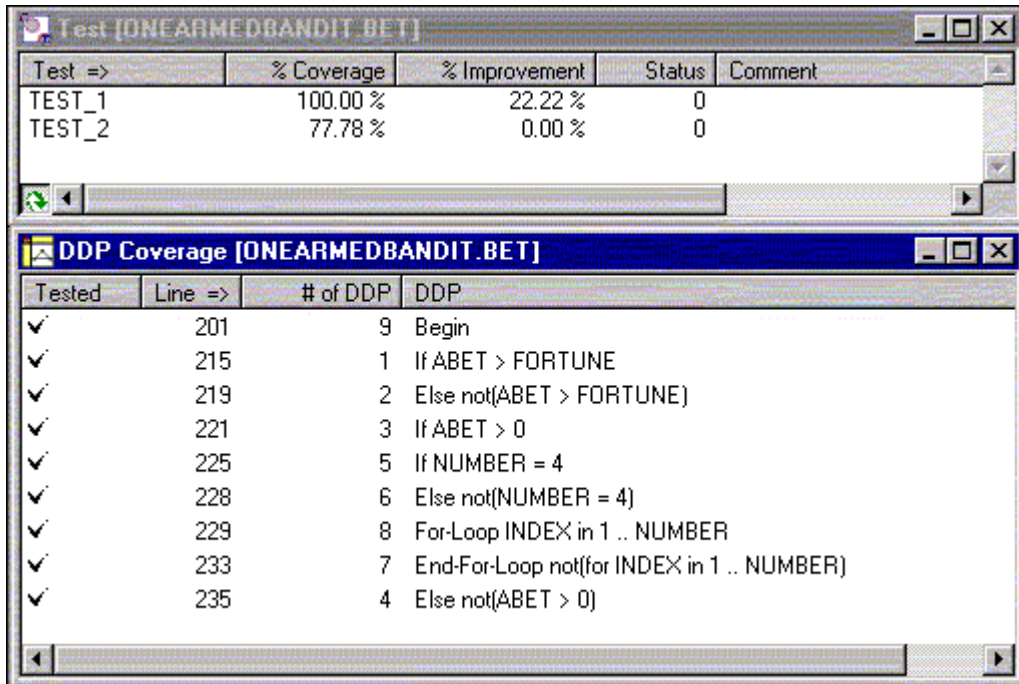 Test [ONEARMEDBANDIT.BET]
Test => % Coverage % Improvement Status Comment
TEST_1 100.00 % 22.22 % 0
TEST_2 77.78 % 0.00 % 0
DDP Coverage [ONEARMEDBANDIT.BET]
Tested Line => # of DDP DDP
201 9 Begin
215 1 If ABET > FORTUNE
219 2 Else not(ABET > FORTUNE)
221 3 If ABET > 0
225 5 If NUMBER = 4
228 6 Else not(NUMBER = 4)
229 8 For-Loop INDEX in 1 .. NUMBER
233 7 End-For-Loop not(for INDEX in 1 .. NUMBER)
235 4 Else not(ABET > 0)